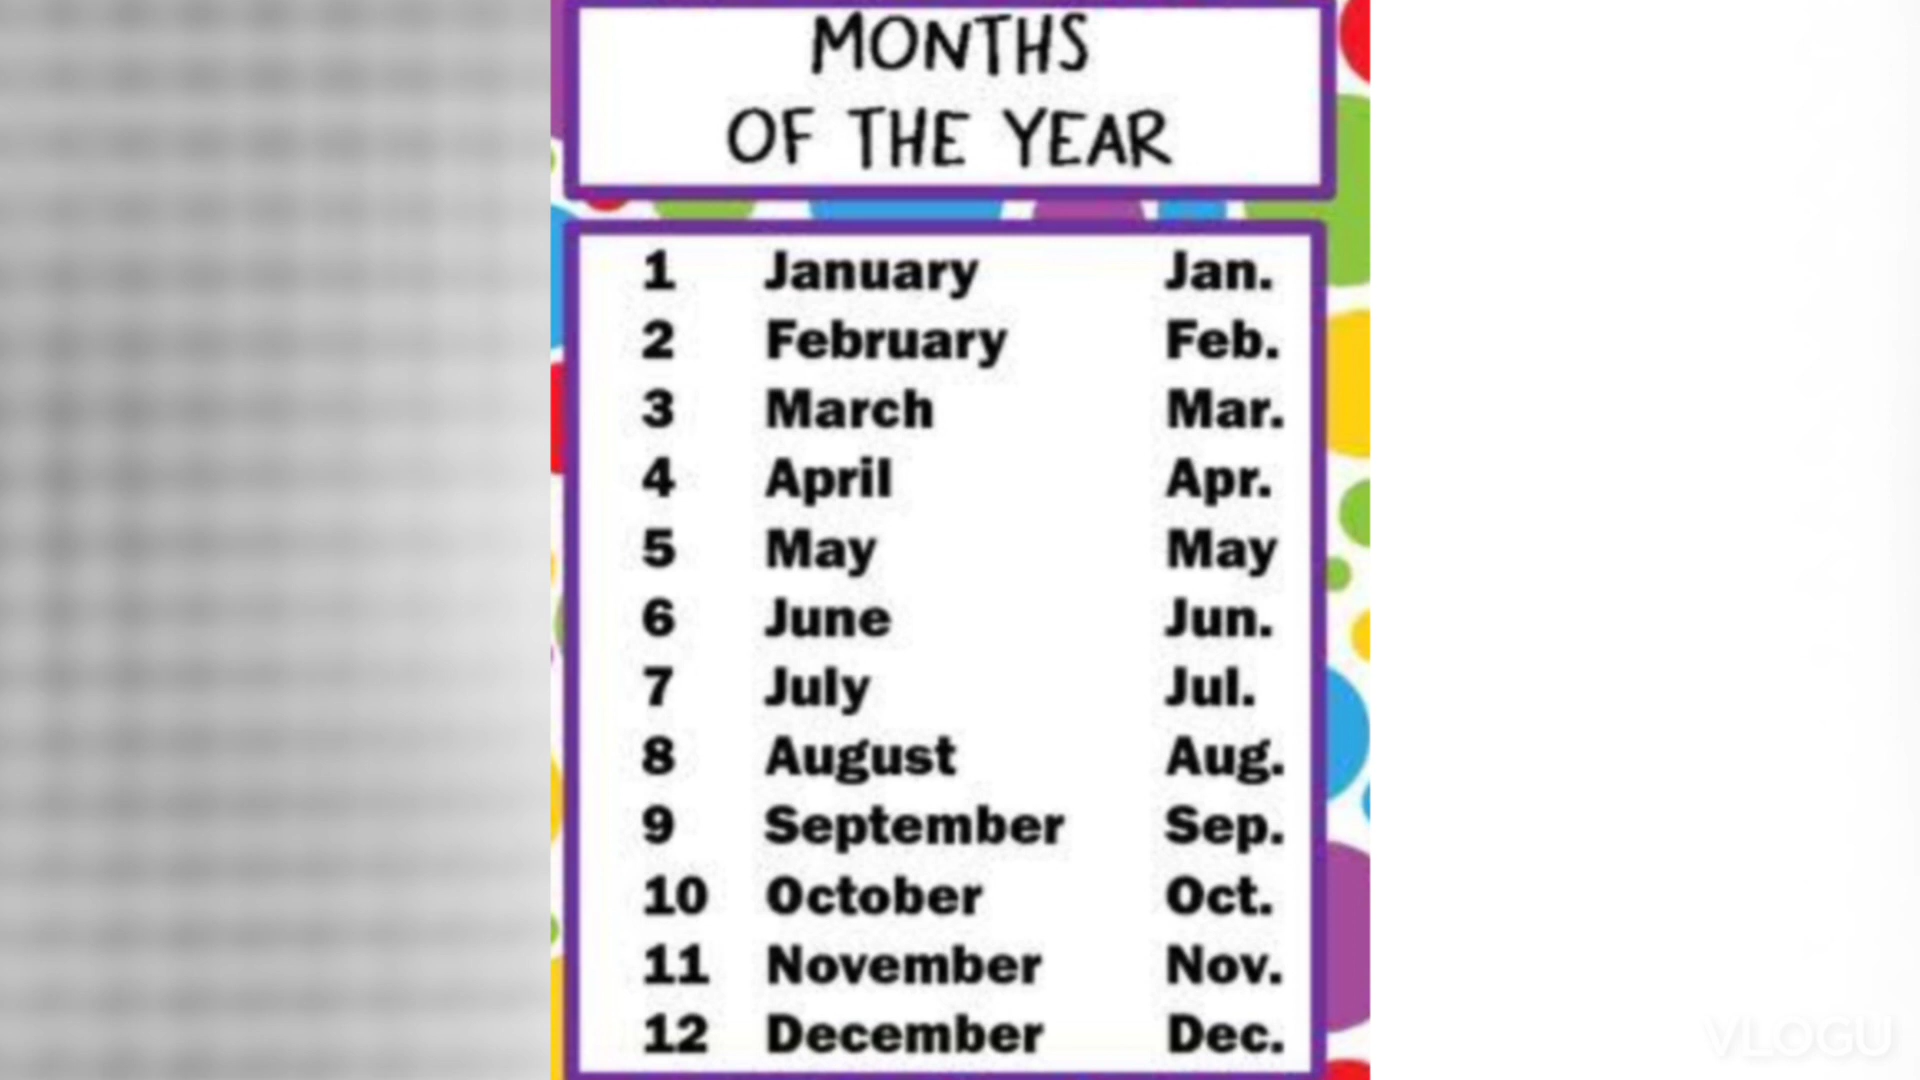 MONTHS
OF THE YEAR
1 January Jan.
2 February Feb.
3 March Mar.
4 April Apr.
5 May May
6 June Jun.
7 July Jul.
8 August Aug.
9 September Sep.
10 October Oct.
11 November Nov.
12 December Dec.
VLOGU